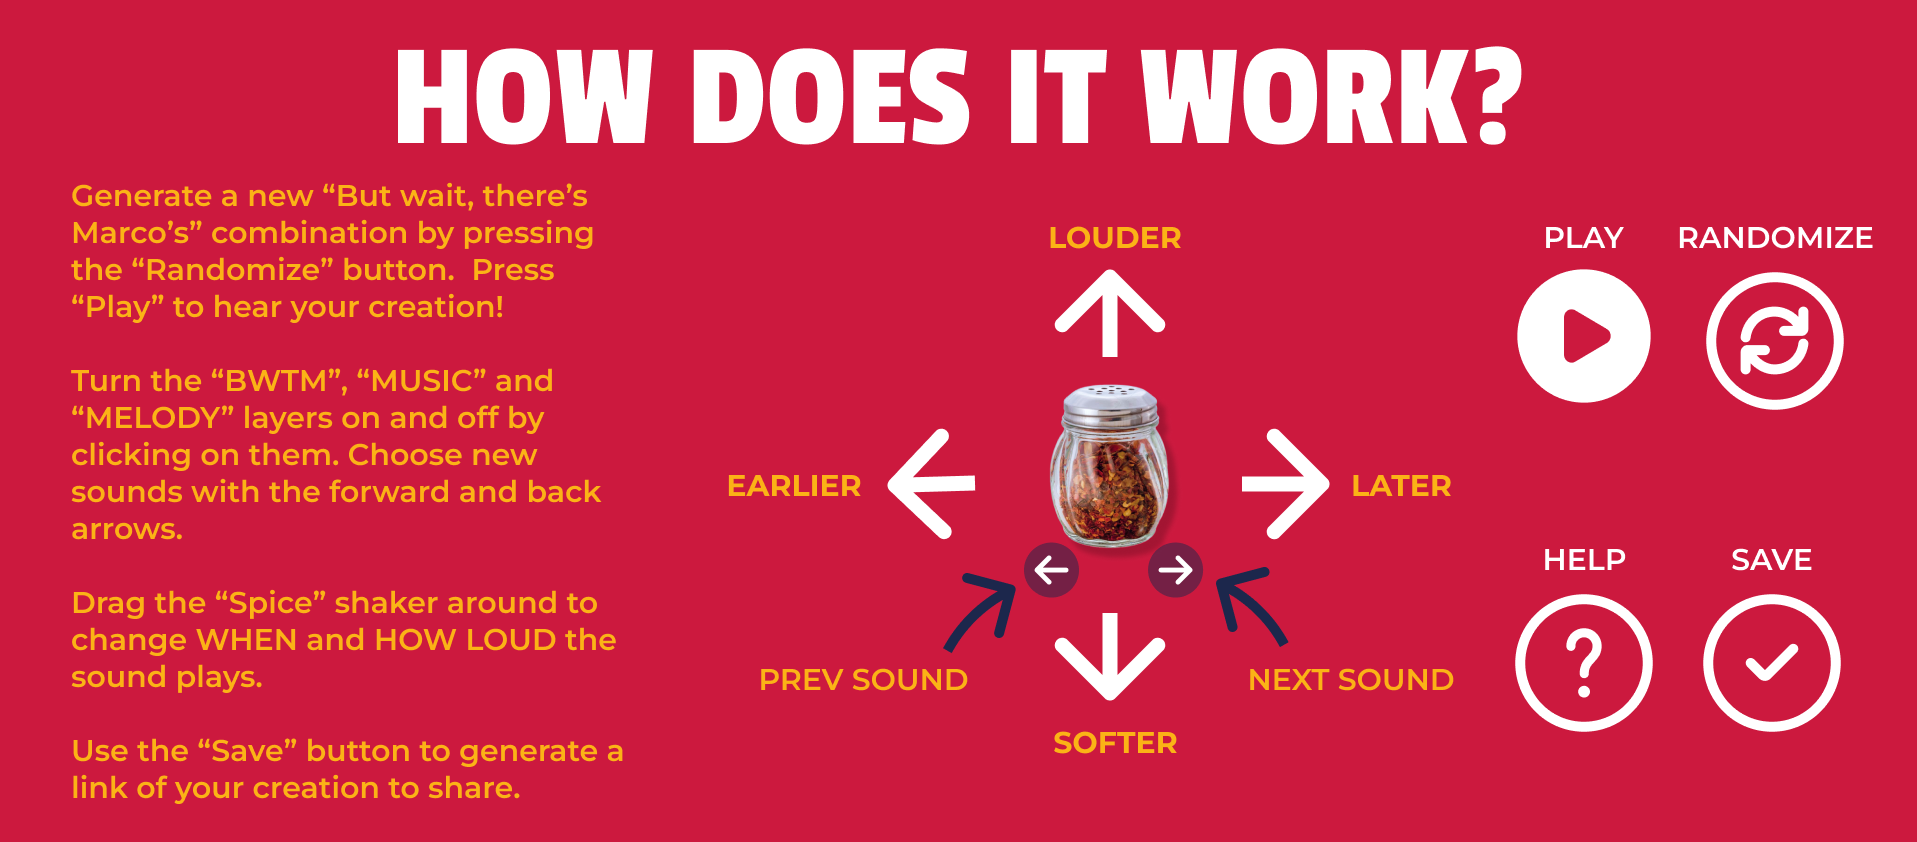 HOW DOES IT WORK?
Generate a new “But wait, there’s
Marco’s” combination by pressing
the “Randomize” button.  Press
“Play” to hear your creation!
Turn the “BWTM”, “MUSIC” and
“MELODY” layers on and off by
clicking on them. Choose new
sounds with the forward and back
arrows.
Drag the “Spice” shaker around to
change WHEN and HOW LOUD the
sound plays.
Use the “Save” button to generate a
link of your creation to share.
LOUDER
EARLIER
LATER
PREV SOUND
NEXT SOUND
SOFTER
PLAY
RANDOMIZE
HELP
SAVE
?